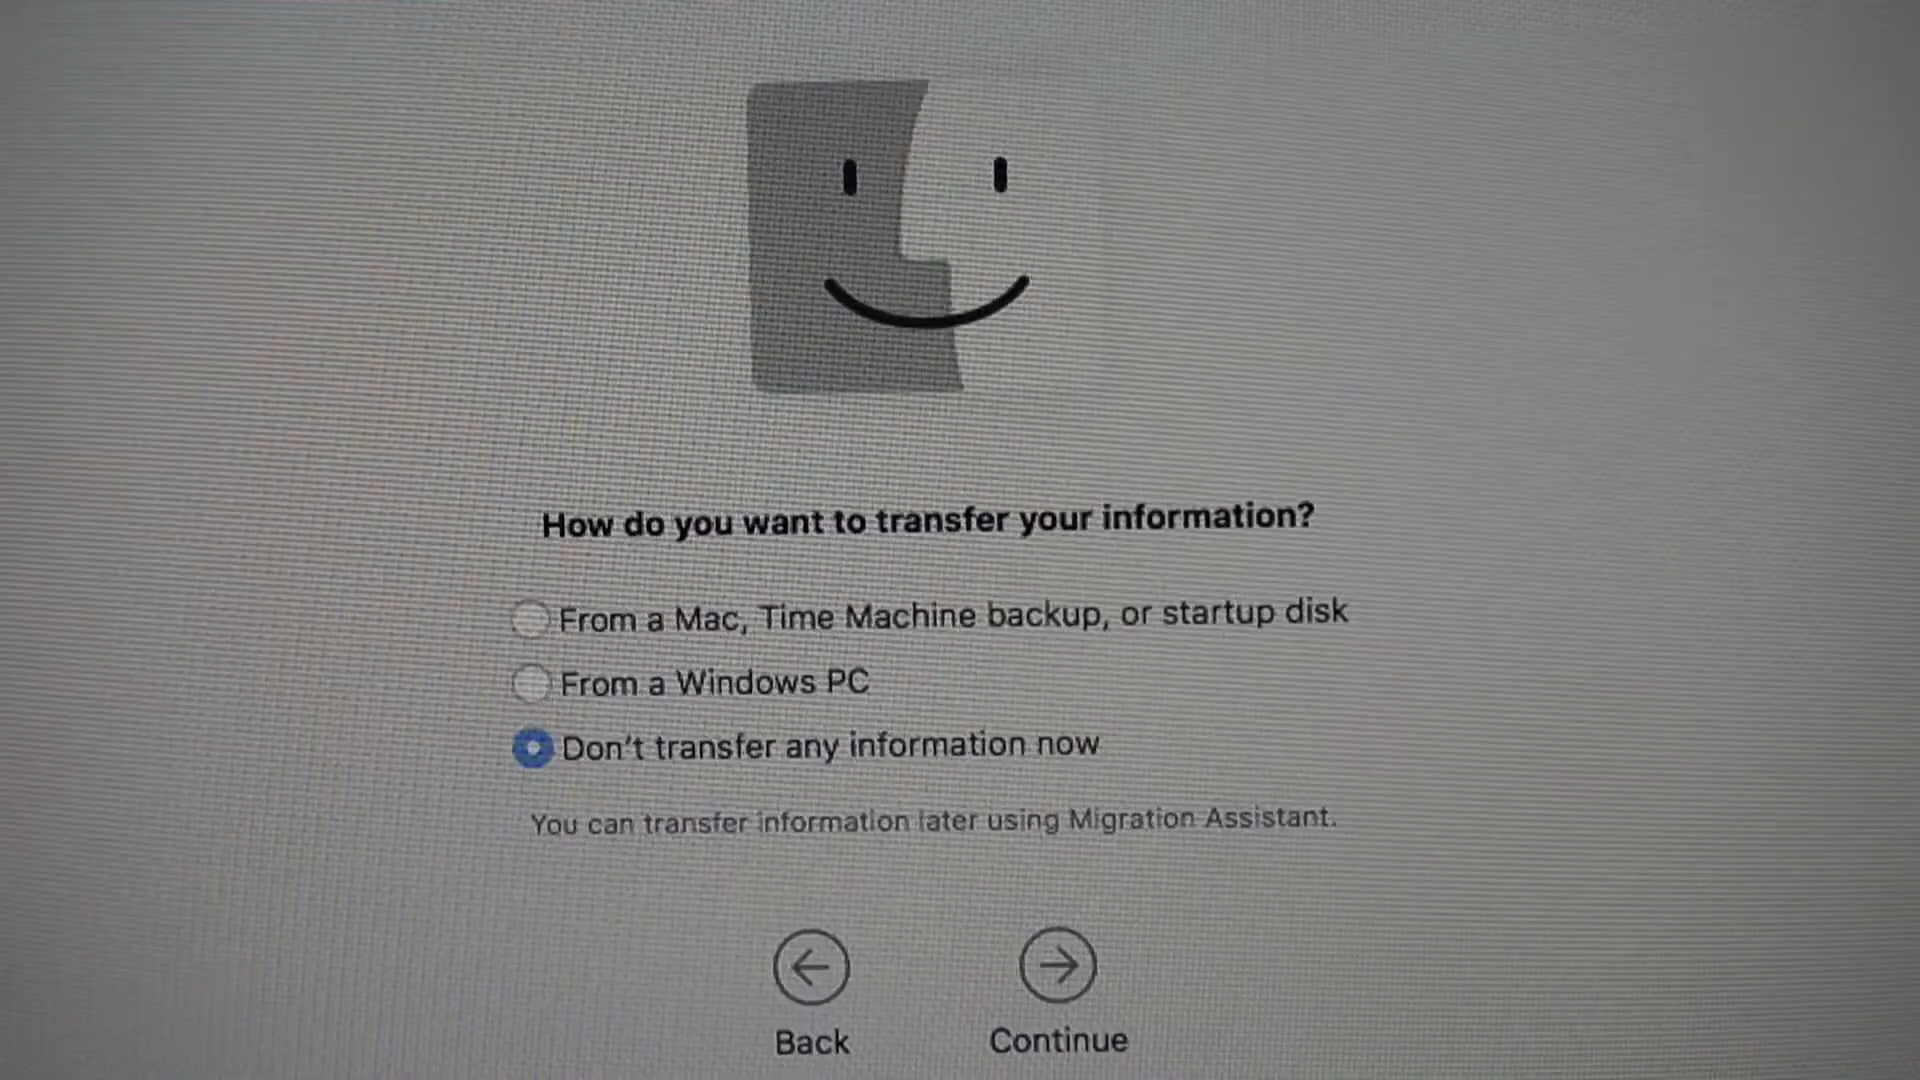 How do you want to transfer your information?
From a Mac, Time Machine backup, or startup disk
From a Windows PC
Don't transfer any information now
You can transfer information later using Migration Assistant.
Back
Continue